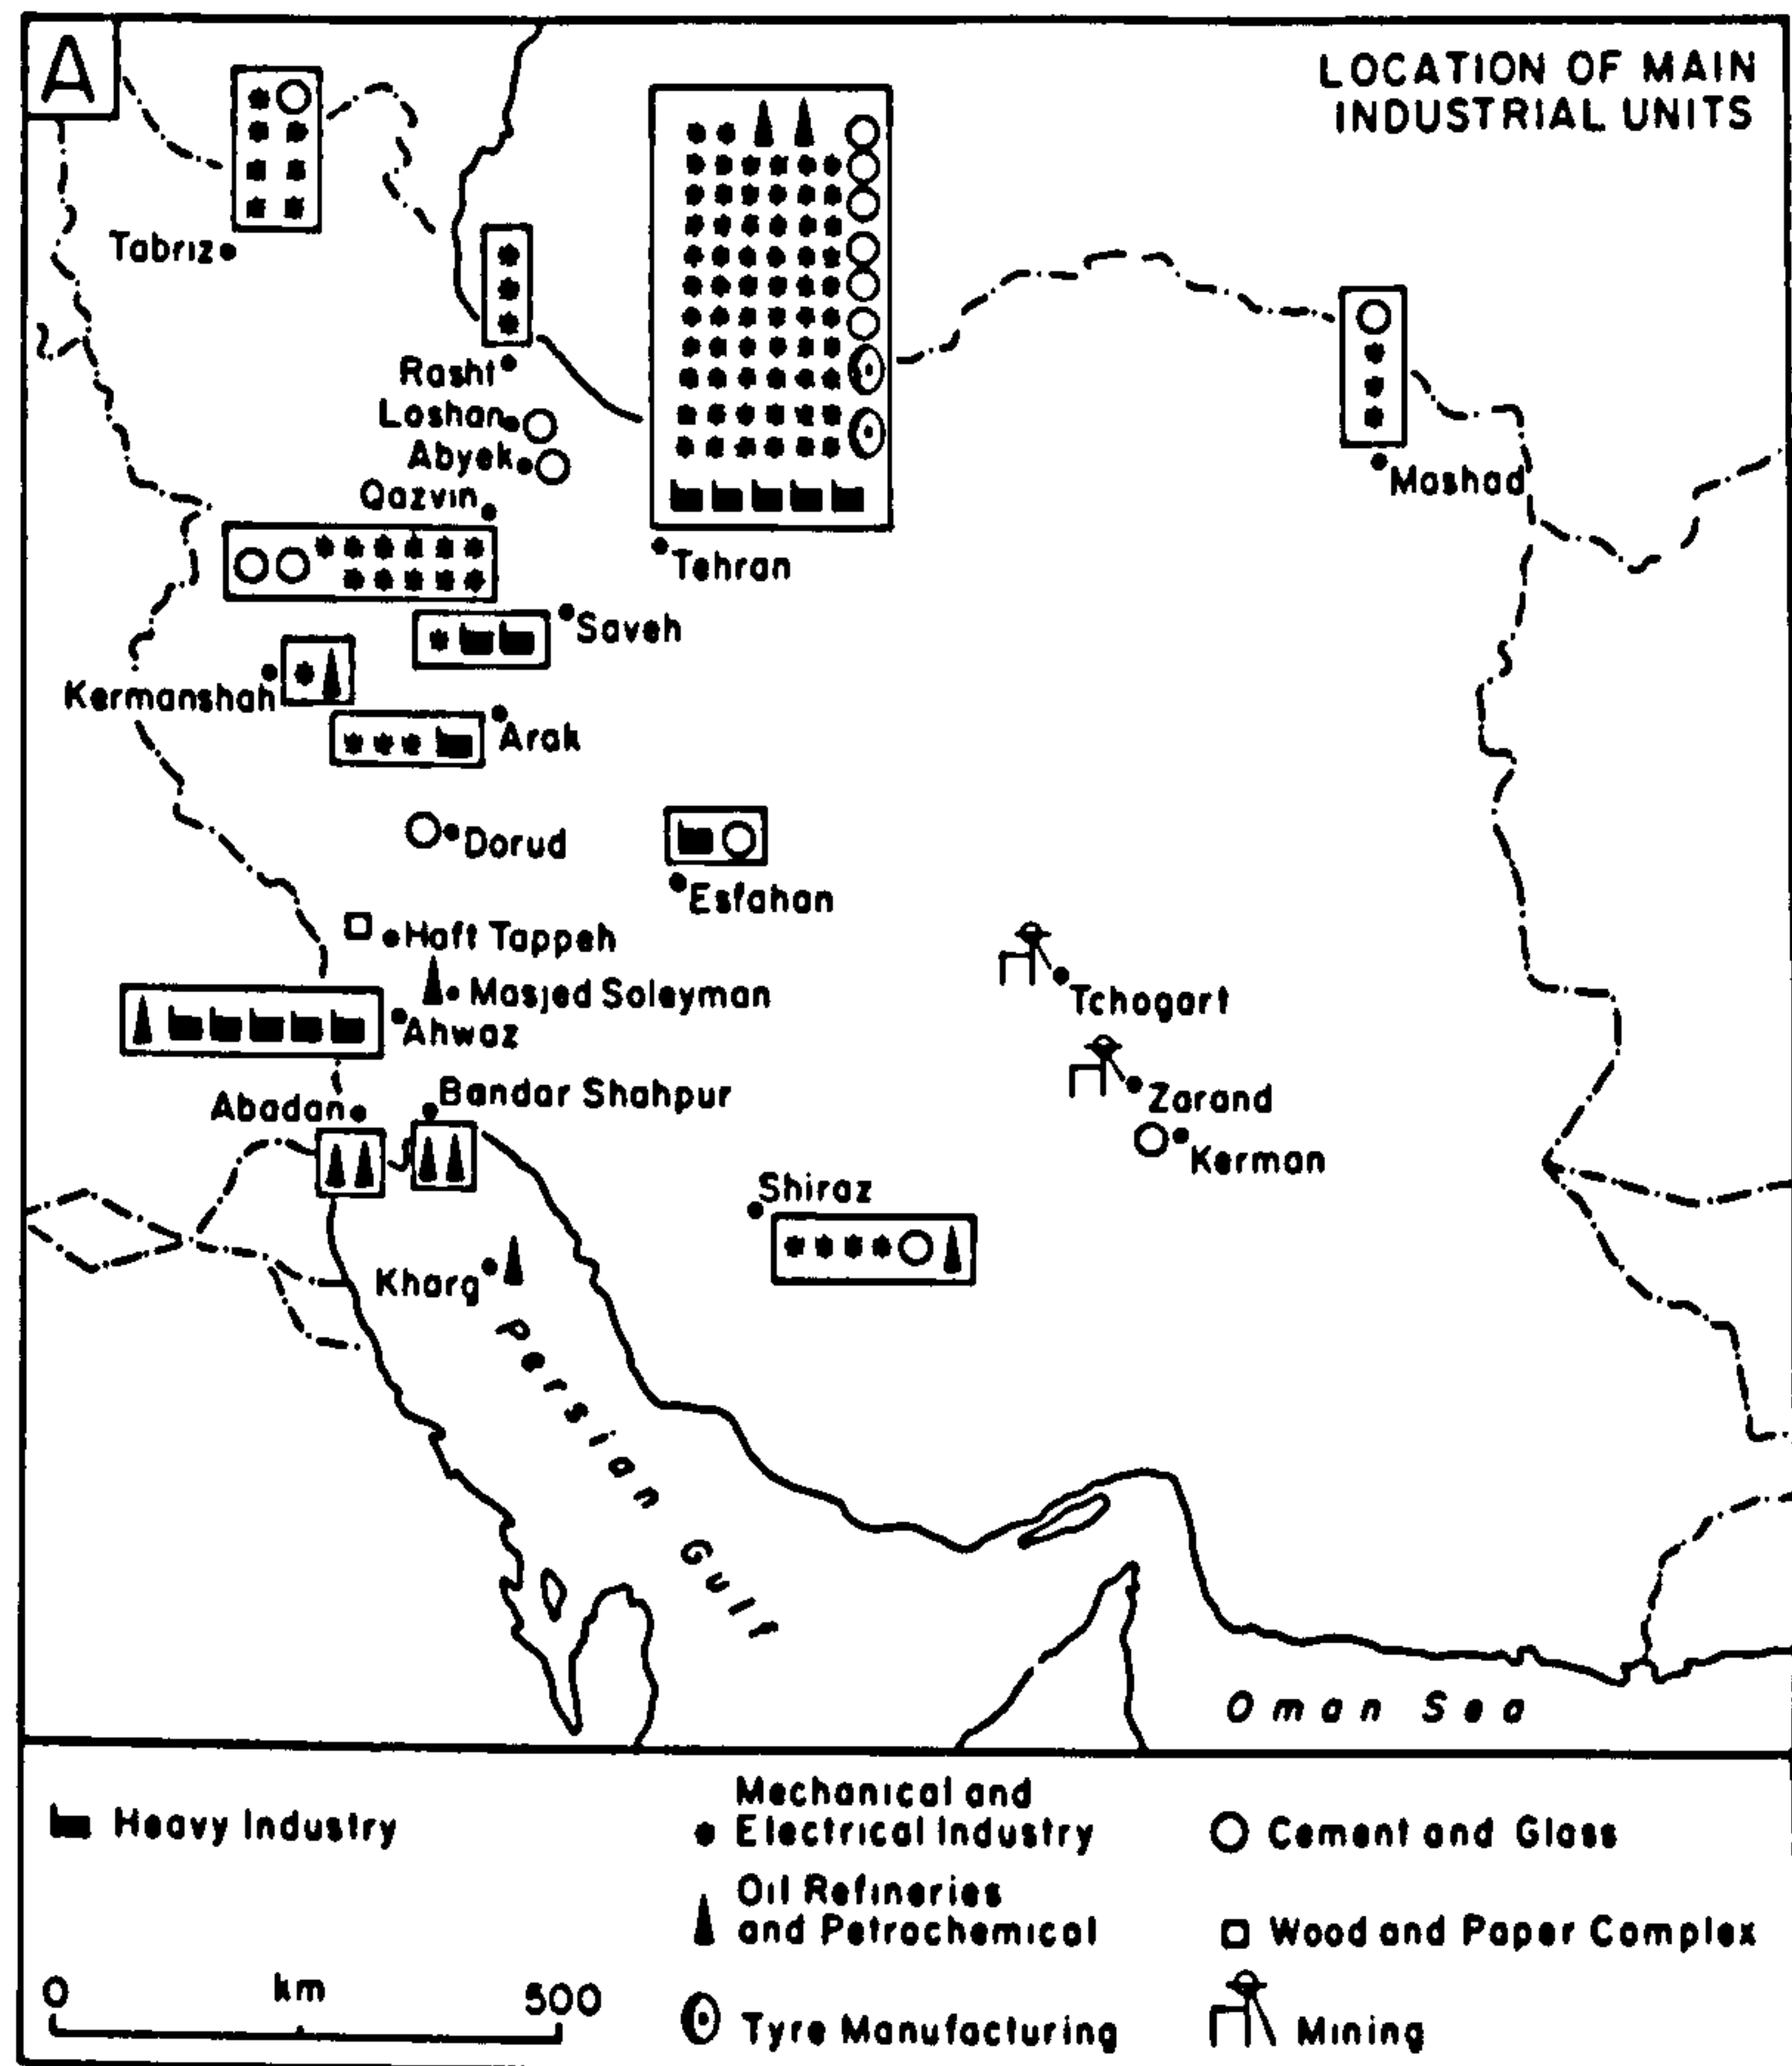 A
LOCATION OF MAIN
INDUSTRIAL UNITS
Tabriz
Rasht
Loshan
Abyek
Qazvin
Mashad
Tehran
Saveh
Kermanshah
Arak
Dorud
Esfahan
Haft Tappeh
Masjed Soleyman
Tchogart
Ahwaz
Bandar Shahpur
Abadan
Zarand
Kerman
Shiraz
Kharg
Persian Gulf
Oman Sea
Heavy Industry
Mechanical and
Electrical Industry
Cement and Glass
Oil Refineries
and Petrochemical
Wood and Paper Complex
0 km 500
Tyre Manufacturing
Mining